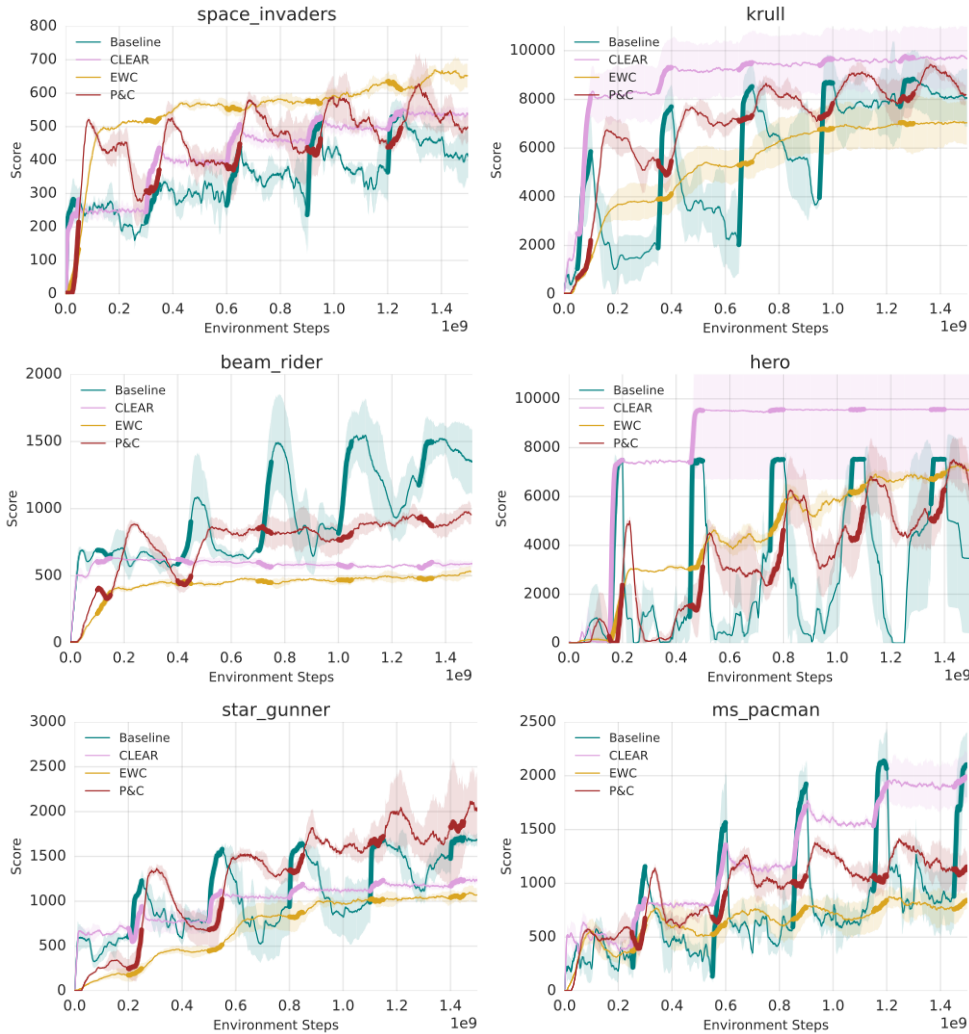 space_invaders
800
700
600
500
400
300
200
100
0
Score
Baseline
CLEAR
EWC
P&C
0.0 0.2 0.4 0.6 0.8 1.0 1.2 1.4
Environment Steps
1e9
krull
10000
8000
6000
4000
2000
0
Score
Baseline
CLEAR
EWC
P&C
0.0 0.2 0.4 0.6 0.8 1.0 1.2 1.4
Environment Steps
1e9
beam_rider
2000
1500
1000
500
0
Score
Baseline
CLEAR
EWC
P&C
0.0 0.2 0.4 0.6 0.8 1.0 1.2 1.4
Environment Steps
1e9
hero
10000
8000
6000
4000
2000
0
Score
Baseline
CLEAR
EWC
P&C
0.0 0.2 0.4 0.6 0.8 1.0 1.2 1.4
Environment Steps
1e9
star_gunner
3000
2500
2000
1500
1000
500
0
Score
Baseline
CLEAR
EWC
P&C
0.0 0.2 0.4 0.6 0.8 1.0 1.2 1.4
Environment Steps
1e9
ms_pacman
2500
2000
1500
1000
500
0
Score
Baseline
CLEAR
EWC
P&C
0.0 0.2 0.4 0.6 0.8 1.0 1.2 1.4
Environment Steps
1e9